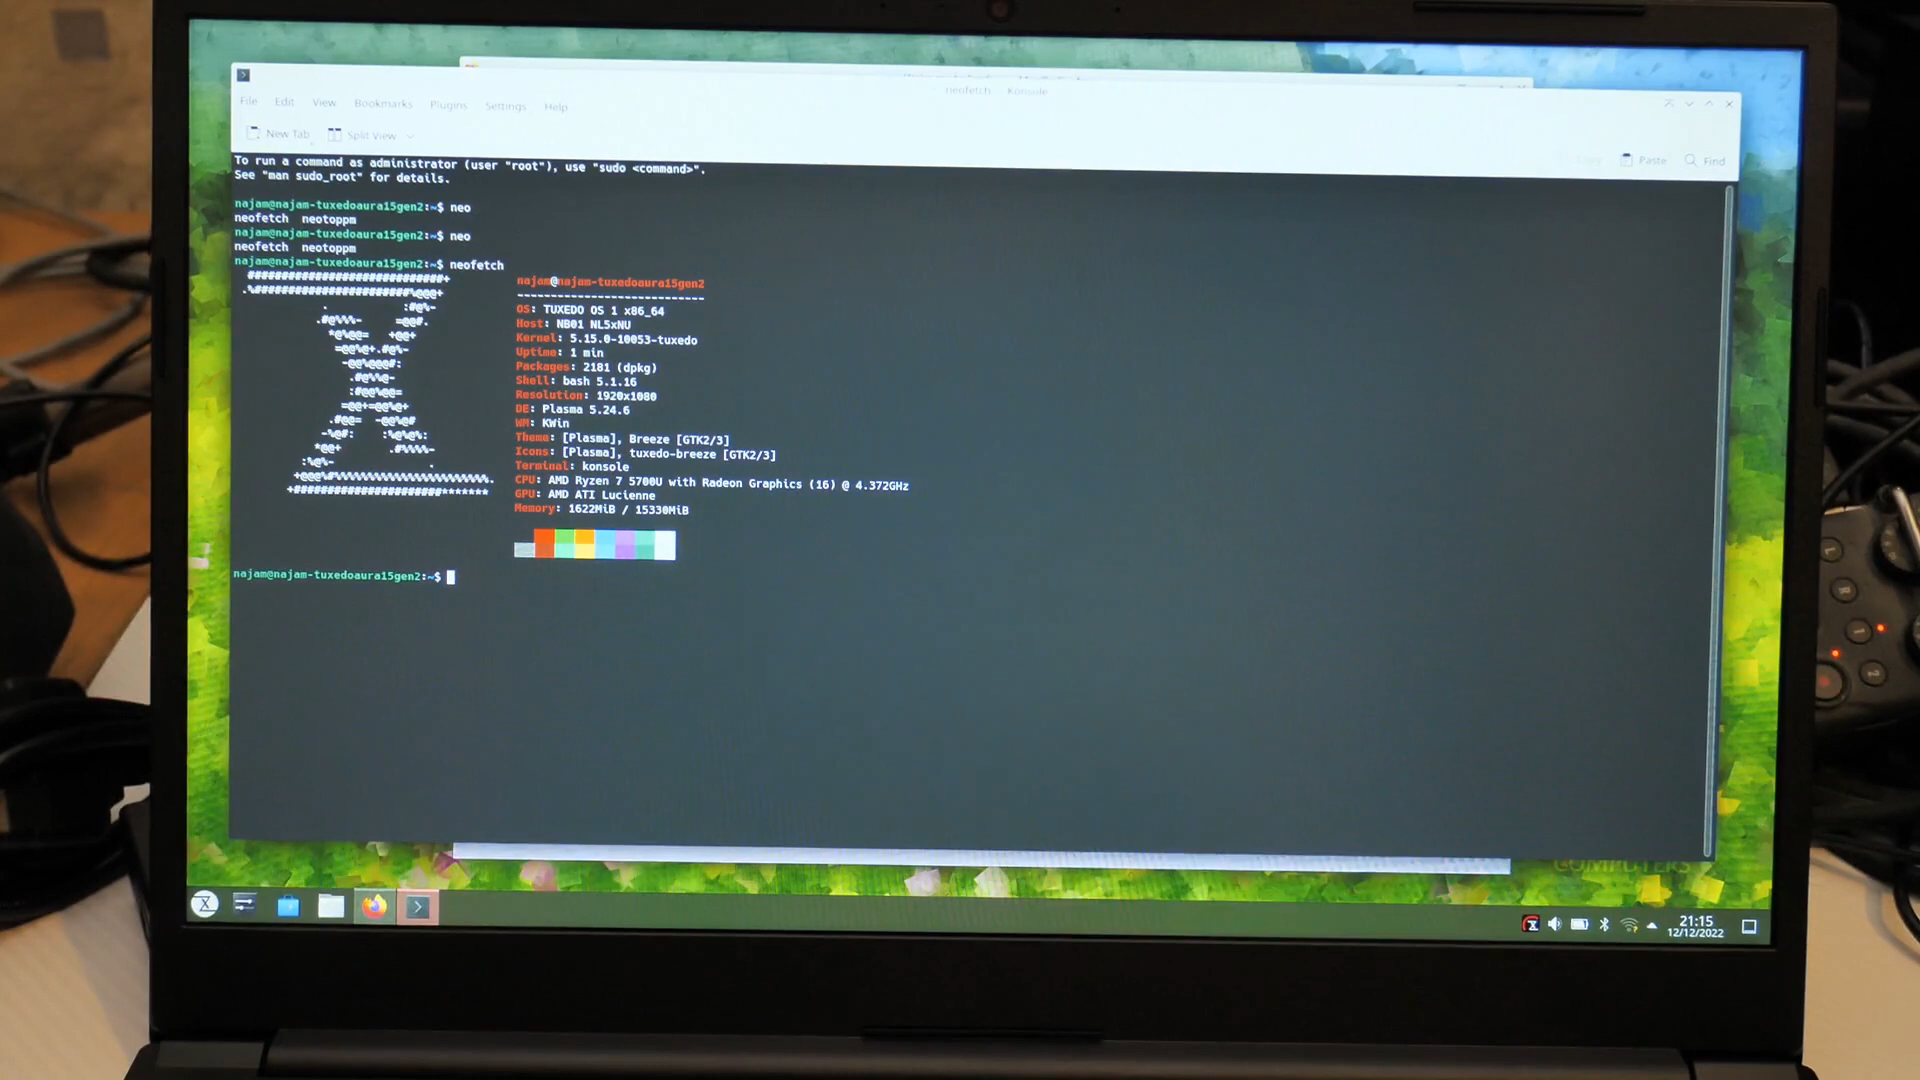 neofetch — Konsole
File Edit View Bookmarks Plugins Settings Help
New Tab Split View
Copy Paste Find
To run a command as administrator (user "root"), use "sudo <command>".
See "man sudo_root" for details.
najam@najam-tuxedoaura15gen2:~$ neo
neofetch neotoppm
najam@najam-tuxedoaura15gen2:~$ neo
neofetch neotoppm
najam@najam-tuxedoaura15gen2:~$ neofetch
najam@najam-tuxedoaura15gen2
----------------------------
OS: TUXEDO OS 1 x86_64
Host: NB01 NL5xNU
Kernel: 5.15.0-10053-tuxedo
Uptime: 1 min
Packages: 2181 (dpkg)
Shell: bash 5.1.16
Resolution: 1920x1080
DE: Plasma 5.24.6
WM: KWin
Theme: [Plasma], Breeze [GTK2/3]
Icons: [Plasma], tuxedo-breeze [GTK2/3]
Terminal: konsole
CPU: AMD Ryzen 7 5700U with Radeon Graphics (16) @ 4.372GHz
GPU: AMD ATI Lucienne
Memory: 1622MiB / 15330MiB
najam@najam-tuxedoaura15gen2:~$
COMPUTERS
21:15
12/12/2022
L
R
1
2